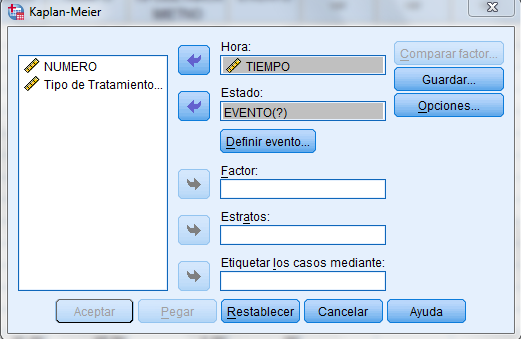 Kaplan-Meier
NUMERO
Tipo de Tratamiento...
Hora:
TIEMPO
Estado:
EVENTO(?)
Definir evento...
Factor:
Estratos:
Etiquetar los casos mediante:
Comparar factor...
Guardar...
Opciones...
Aceptar
Pegar
Restablecer
Cancelar
Ayuda